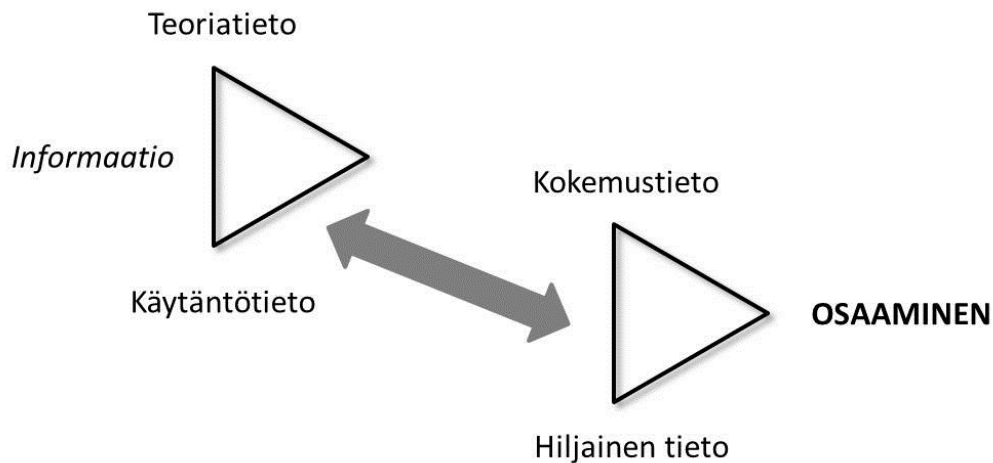 Teoriatieto
Informaatio
Käytäntötieto
Kokemustieto
OSAAMINEN
Hiljainen tieto